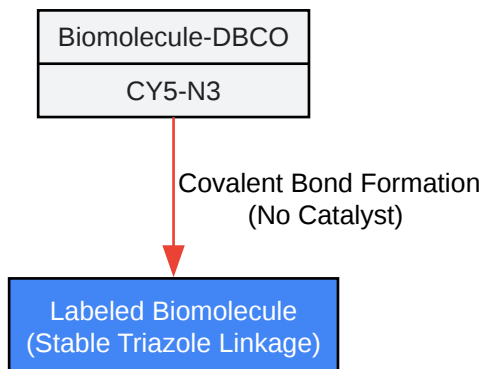 Biomolecule-DBCO
CY5-N3
Covalent Bond Formation
(No Catalyst)
Labeled Biomolecule
(Stable Triazole Linkage)